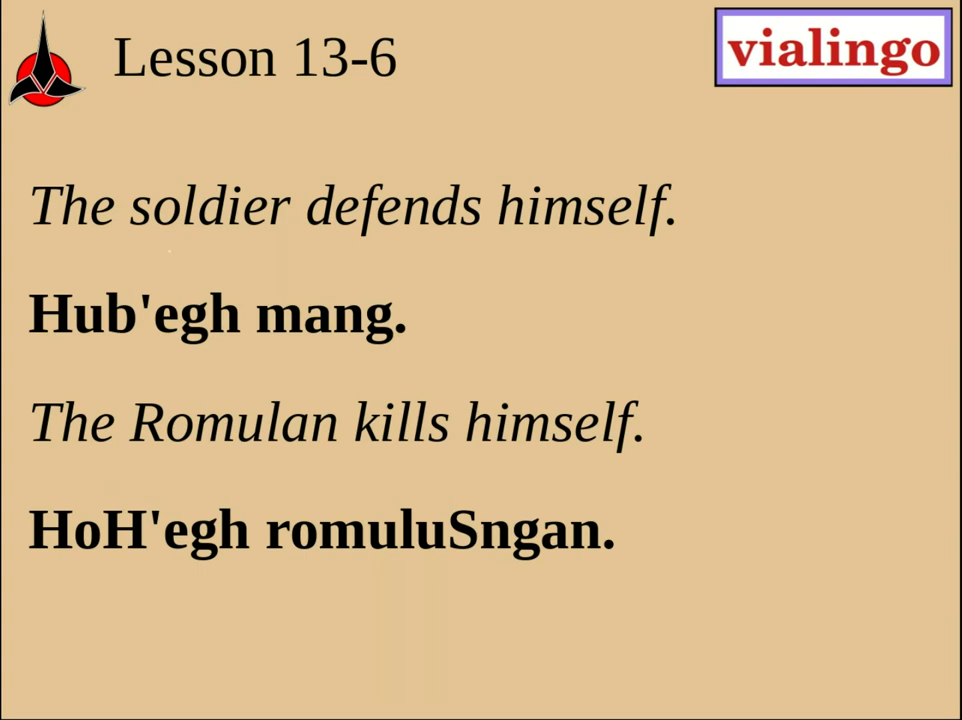 Lesson 13-6
vialingo
The soldier defends himself.
Hub'egh mang.
The Romulan kills himself.
HoH'egh romuluSngan.